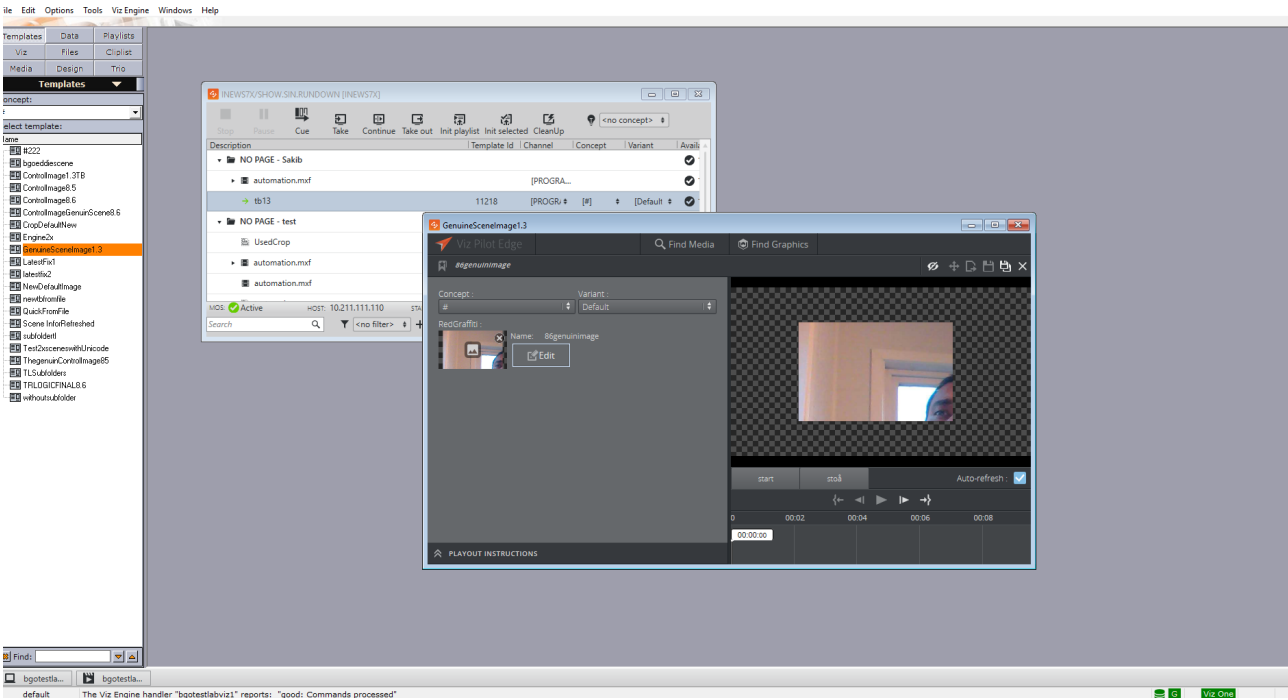 ile Edit Options Tools Viz Engine Windows Help
Templates Data Playlists
Viz Files Cliplist
Media Design Trio
Templates
oncept:
#
elect template:
lame
#222
bgoeddiescene
ControlImage1.3TB
ControlImage8.5
ControlImage8.6
ControlImageGenuinScene8.6
CropDefaultNew
Engine2x
GenuineSceneImage1.3
LatestFix1
latestfix2
NewDefaultImage
newtbfromfile
QuickFromFile
Scene InforRefreshed
subfoldertl
Test2xsceneswithUnicode
ThegenuinControlImage85
TLSubfolders
TRLOGICFINAL8.6
withoutsubfolder
Find:
INEWS7X/SHOW.SIN.RUNDOWN [INEWS7X]
Stop Pause Cue Take Continue Take out Init playlist Init selected CleanUp <no concept>
Description Template Id Channel Concept Variant Availa
NO PAGE - Sakib
automation.mxf [PROGRA...
tb13 11218 [PROGR/ [#] [Default
NO PAGE - test
UsedCrop
automation.mxf
automation.mxf
MOS: Active HOST: 10.211.111.110 STA
Search <no filter>
GenuineSceneImage1.3
Viz Pilot Edge Find Media Find Graphics
#6genuinimage
Concept : Variant :
# Default
RedGraffiti :
Name: 86genuinimage
Edit
start stoå Auto-refresh :
0 00:02 00:04 00:06 00:08
00:00:00
PLAYOUT INSTRUCTIONS
bgotestla... bgotestla...
default The Viz Engine handler "bgotestlabviz1" reports: "good: Commands processed" G Viz One